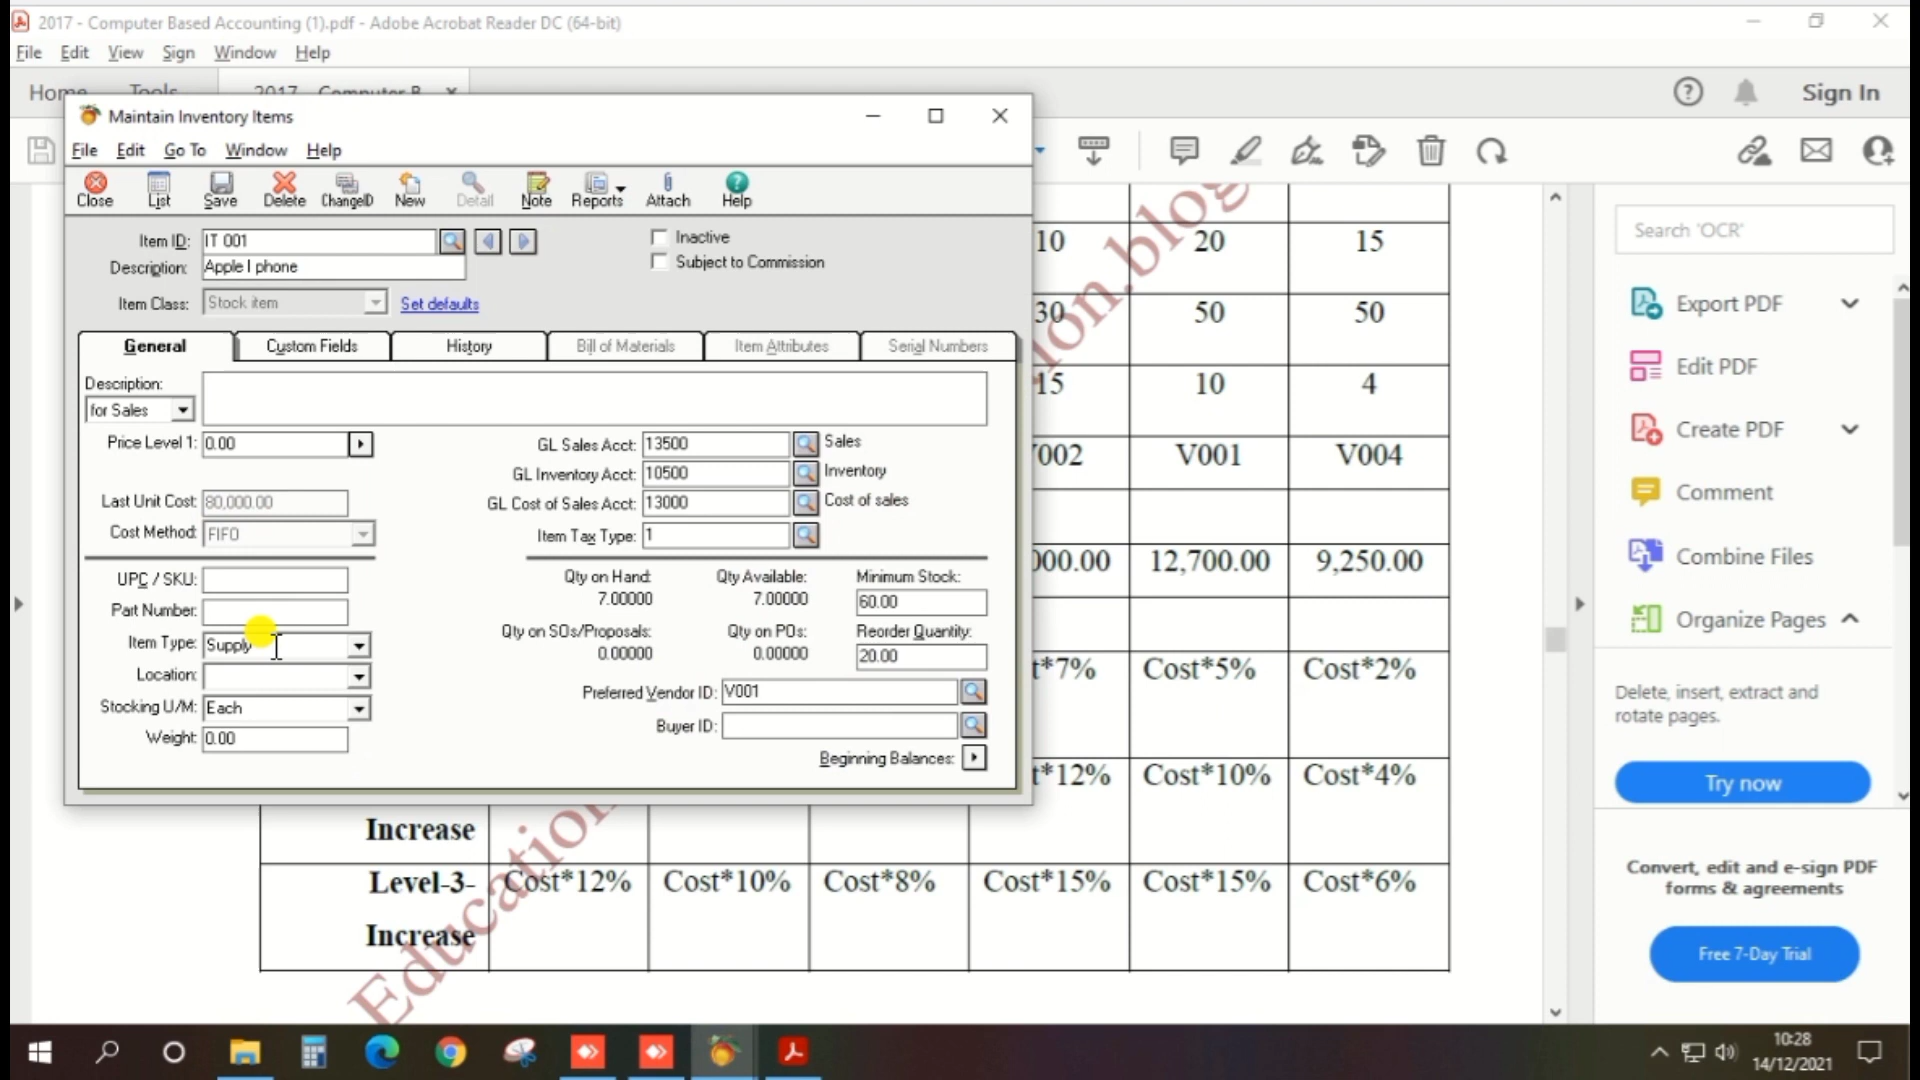 2017 - Computer Based Accounting (1).pdf - Adobe Acrobat Reader DC (64-bit)
File Edit View Sign Window Help
Home Tools 2017 - Computer B... ×
Sign In
Maintain Inventory Items
File Edit Go To Window Help
Close List Save Delete ChangeID New Detail Note Reports Attach Help
Item ID: IT 001
Inactive
Description: Apple I phone
Subject to Commission
Item Class: Stock item Set defaults
General Custom Fields History Bill of Materials Item Attributes Serial Numbers
Description:
for Sales
Price Level 1: 0.00
GL Sales Acct: 13500 Sales
GL Inventory Acct: 10500 Inventory
Last Unit Cost: 80,000.00
GL Cost of Sales Acct: 13000 Cost of sales
Cost Method: FIFO
Item Tax Type: 1
UPC / SKU:
Qty on Hand: Qty Available: Minimum Stock:
7.00000 7.00000 60.00
Part Number:
Item Type: Supply
Qty on SOs/Proposals: Qty on POs: Reorder Quantity:
0.00000 0.00000 20.00
Location:
Preferred Vendor ID: V001
Stocking U/M: Each
Buyer ID:
Weight: 0.00
Beginning Balances:
10 20 15
30 50 50
15 10 4
V001 V004
000.00 12,700.00 9,250.00
t*7% Cost*5% Cost*2%
t*12% Cost*10% Cost*4%
Increase
Level-3- Cost*12% Cost*10% Cost*8% Cost*15% Cost*15% Cost*6%
Increase
Education
ion.blog
Search 'OCR'
Export PDF
Edit PDF
Create PDF
Comment
Combine Files
Organize Pages
Delete, insert, extract and
rotate pages.
Try now
Convert, edit and e-sign PDF
forms & agreements
Free 7-Day Trial
10:28
14/12/2021